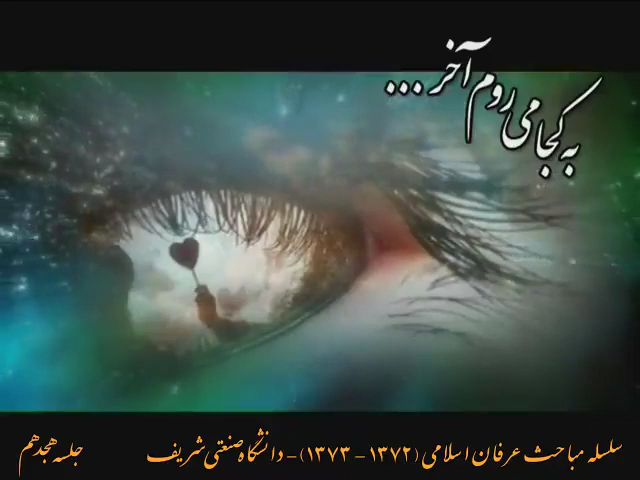 به کجا می روم آخر ...
سلسله مباحث عرفان اسلامی (۱۳۷۲ - ۱۳۷۳) - دانشگاه صنعتی شریف جلسه هجدهم